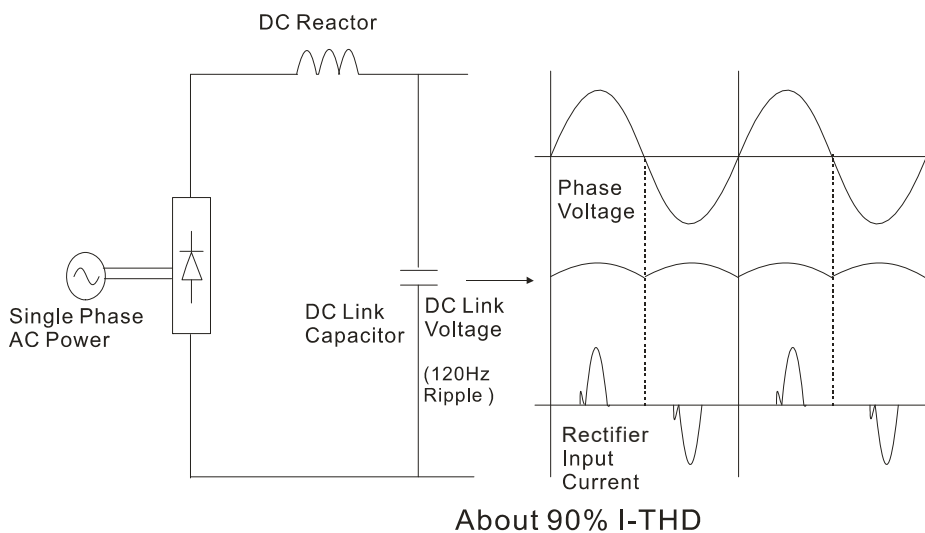 DC Reactor
Single Phase
AC Power
DC Link
Capacitor
DC Link
Voltage
(120Hz
Ripple )
Phase
Voltage
Rectifier
Input
Current
About 90% I-THD